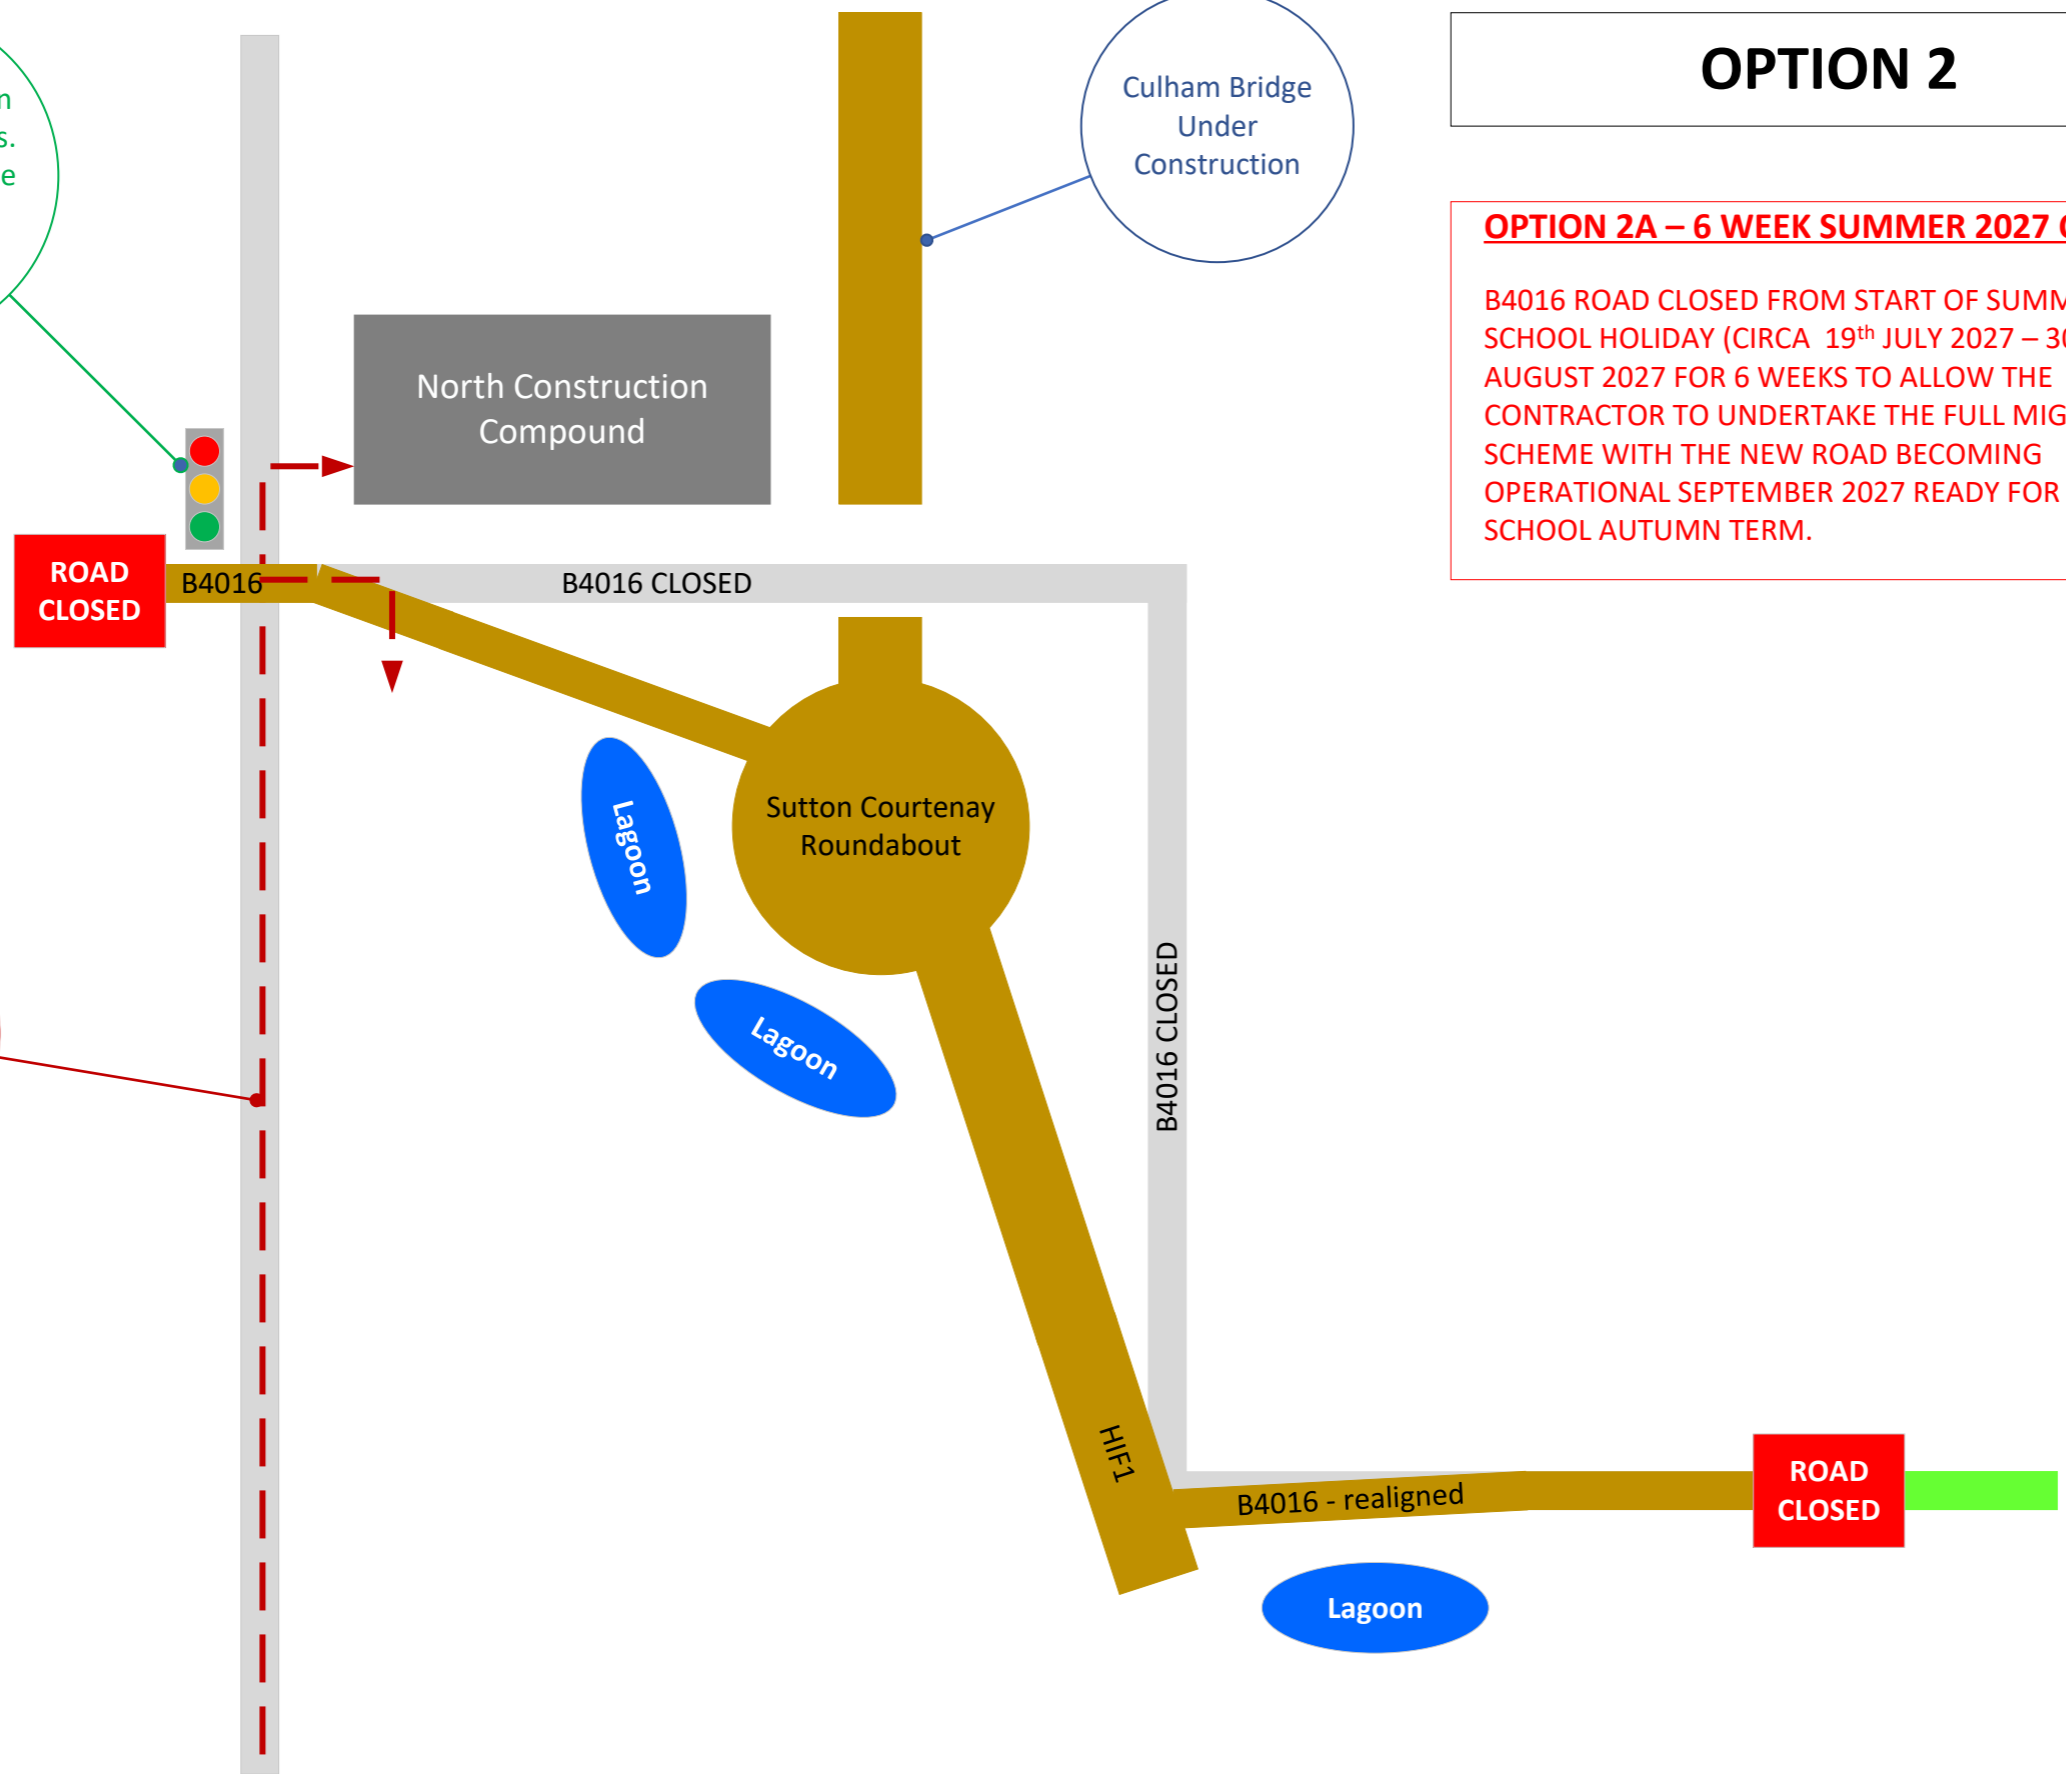 OPTION 2
Culham Bridge
Under
Construction
OPTION 2A – 6 WEEK SUMMER 2027
B4016 ROAD CLOSED FROM START OF
SCHOOL HOLIDAY (CIRCA 19th JULY 2027 –
AUGUST 2027 FOR 6 WEEKS TO ALLOW THE
CONTRACTOR TO UNDERTAKE THE FULL
SCHEME WITH THE NEW ROAD BECOMING
OPERATIONAL SEPTEMBER 2027 READY FOR
SCHOOL AUTUMN TERM.
North Construction
Compound
ROAD
CLOSED
B4016
B4016 CLOSED
Sutton Courtenay
Roundabout
Lagoon
Lagoon
B4016 CLOSED
HIF1
B4016 - realigned
ROAD
CLOSED
Lagoon